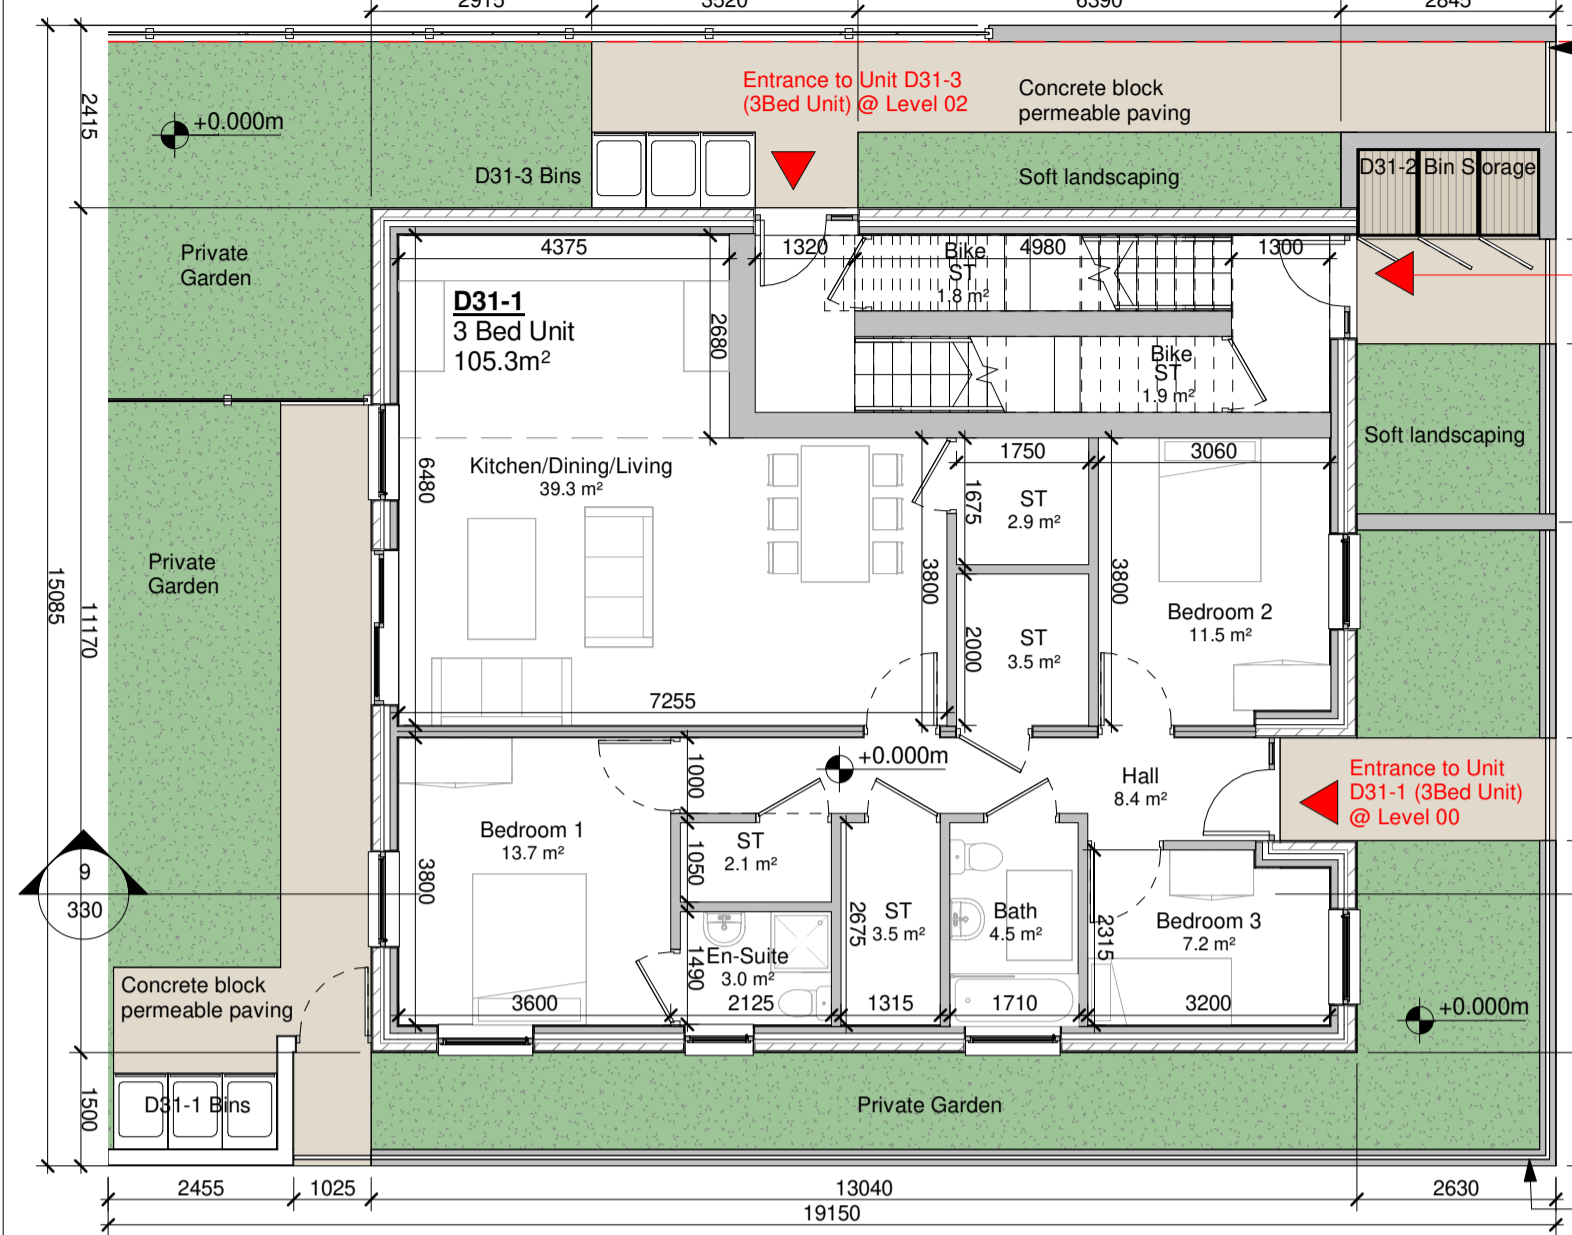 2915
3520
6390
2845
Entrance to Unit D31-3
(3Bed Unit) @ Level 02
Concrete block
permeable paving
2415
+0.000m
D31-3 Bins
Soft landscaping
D31-2 Bin Storage
Private
Garden
4375
1320
Bike
ST
1.8 m²
4980
1300
D31-1
3 Bed Unit
105.3m²
2680
Bike
ST
1.9 m²
Soft landscaping
Kitchen/Dining/Living
39.3 m²
6480
1750
3060
1675
ST
2.9 m²
Private
Garden
15085
11170
3800
3800
Bedroom 2
11.5 m²
2000
ST
3.5 m²
7255
+0.000m
1000
Hall
8.4 m²
Entrance to Unit
D31-1 (3Bed Unit)
@ Level 00
Bedroom 1
13.7 m²
ST
2.1 m²
1050
9
330
3800
2675
ST
3.5 m²
Bath
4.5 m²
2315
Bedroom 3
7.2 m²
1490
En-Suite
3.0 m²
Concrete block
permeable paving
3600
2125
1315
1710
3200
+0.000m
1500
D31-1 Bins
Private Garden
2455
1025
13040
2630
19150